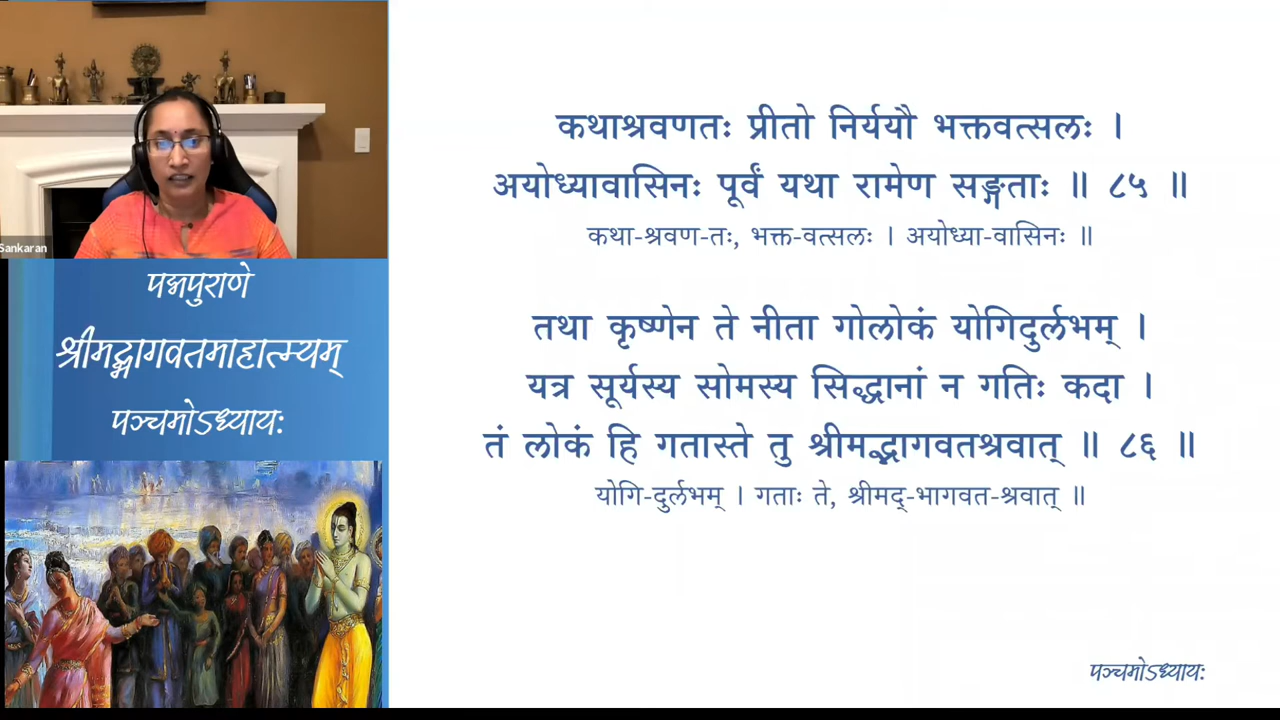 Sankaran
पद्मपुराणे
श्रीमद्भागवतमाहात्म्यम्
पञ्चमोऽध्यायः
कथाश्रवणतः प्रीतो निर्ययौ भक्तवत्सलः ।
अयोध्यावासिनः पूर्वं यथा रामेण सङ्गताः ॥ ८५ ॥
कथा-श्रवण-तः, भक्त-वत्सलः । अयोध्या-वासिनः ॥
तथा कृष्णेन ते नीता गोलोकं योगिदुर्लभम् ।
यत्र सूर्यस्य सोमस्य सिद्धानां न गतिः कदा ।
तं लोकं हि गतास्ते तु श्रीमद्भागवतश्रवात् ॥ ८६ ॥
योगि-दुर्लभम् । गताः ते, श्रीमद्-भागवत-श्रवात् ॥
पञ्चमोऽध्यायः